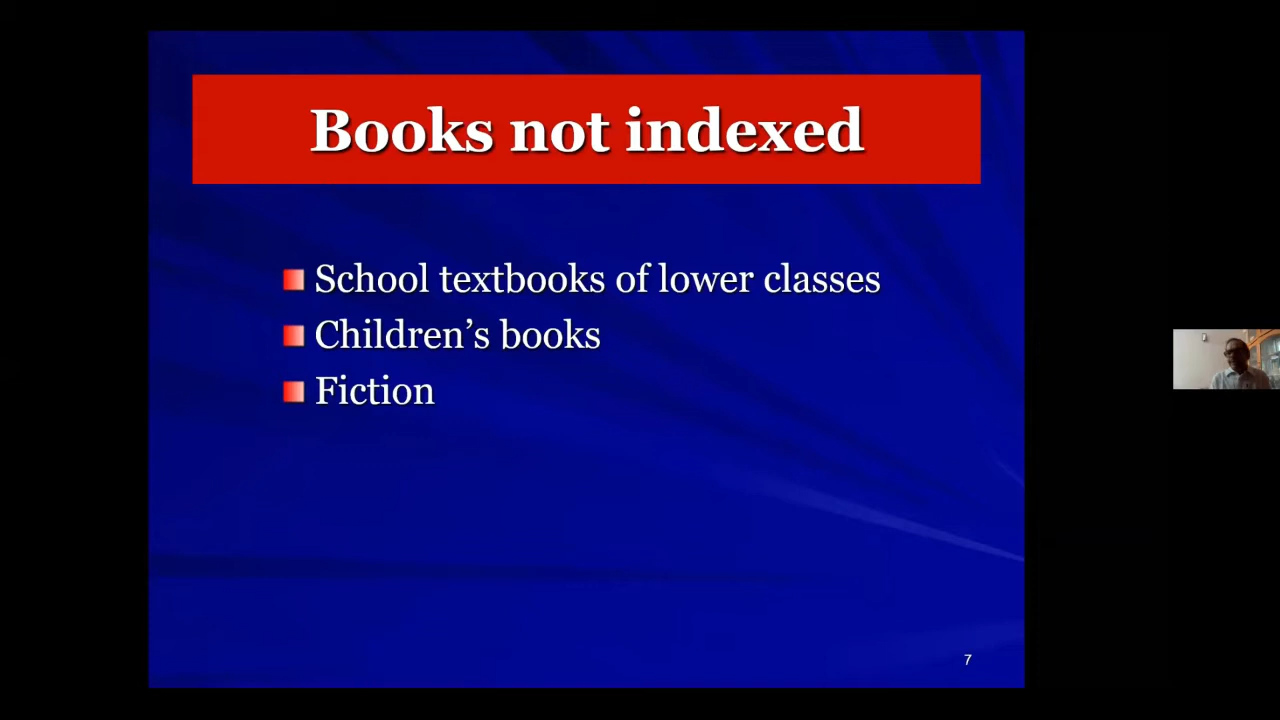 Books not indexed
School textbooks of lower classes
Children’s books
Fiction
7